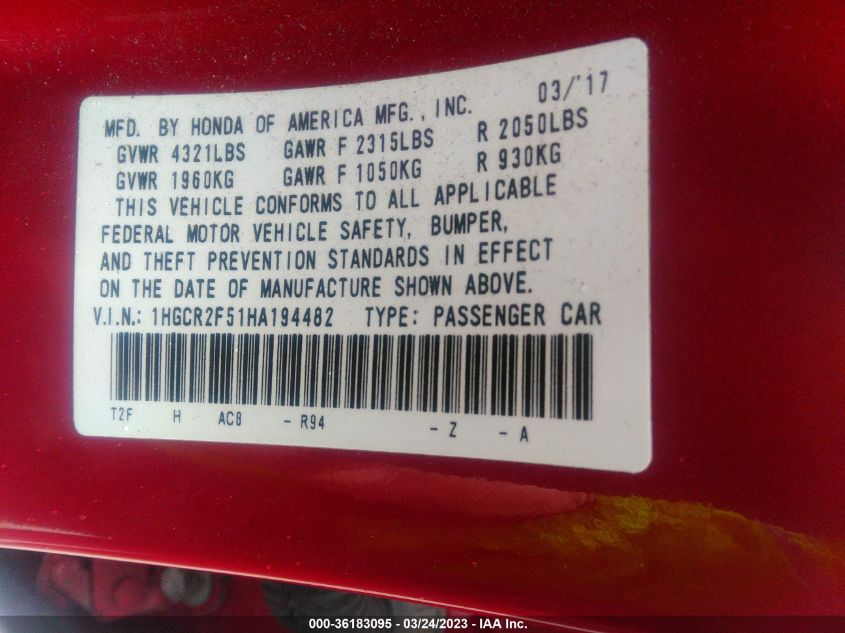 03/'17
MFD. BY HONDA OF AMERICA MFG., INC.
GVWR 4321LBS GAWR F 2315LBS R 2050LBS
GVWR 1960KG GAWR F 1050KG R 930KG
THIS VEHICLE CONFORMS TO ALL APPLICABLE
FEDERAL MOTOR VEHICLE SAFETY, BUMPER,
AND THEFT PREVENTION STANDARDS IN EFFECT
ON THE DATE OF MANUFACTURE SHOWN ABOVE.
V.I.N.: 1HGCR2F51HA194482 TYPE: PASSENGER CAR
T2F H AC8 - R94 - Z - A
000-36183095 - 03/24/2023 - IAA Inc.